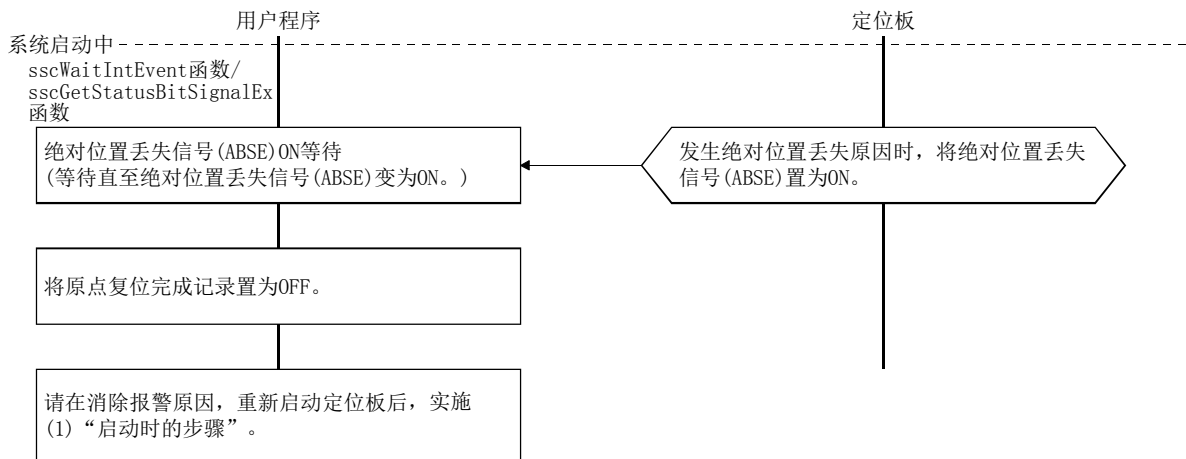 用户程序
定位板
系统启动中
sscWaitIntEvent函数/
sscGetStatusBitSignalEx
函数
绝对位置丢失信号(ABSE)ON等待
(等待直至绝对位置丢失信号(ABSE)变为ON。)
发生绝对位置丢失原因时，将绝对位置丢失
信号(ABSE)置为ON。
将原点复位完成记录置为OFF。
请在消除报警原因，重新启动定位板后，实施
(1)“启动时的步骤”。